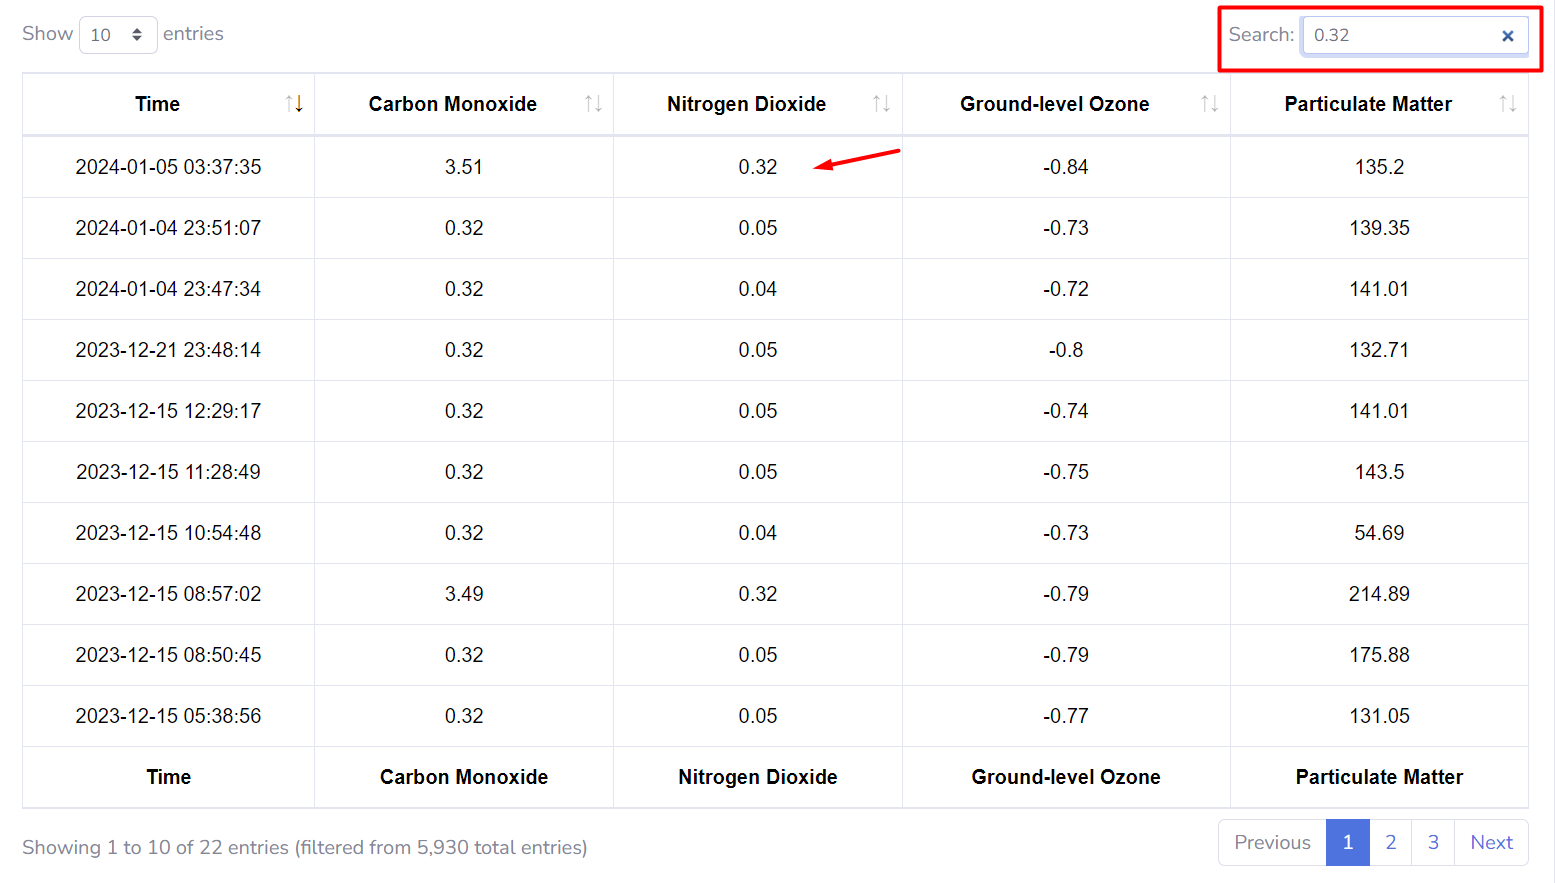 Show 10 entries Search: 0.32
Time Carbon Monoxide Nitrogen Dioxide Ground-level Ozone Particulate Matter
2024-01-05 03:37:35 3.51 0.32 -0.84 135.2
2024-01-04 23:51:07 0.32 0.05 -0.73 139.35
2024-01-04 23:47:34 0.32 0.04 -0.72 141.01
2023-12-21 23:48:14 0.32 0.05 -0.8 132.71
2023-12-15 12:29:17 0.32 0.05 -0.74 141.01
2023-12-15 11:28:49 0.32 0.05 -0.75 143.5
2023-12-15 10:54:48 0.32 0.04 -0.73 54.69
2023-12-15 08:57:02 3.49 0.32 -0.79 214.89
2023-12-15 08:50:45 0.32 0.05 -0.79 175.88
2023-12-15 05:38:56 0.32 0.05 -0.77 131.05
Time Carbon Monoxide Nitrogen Dioxide Ground-level Ozone Particulate Matter
Showing 1 to 10 of 22 entries (filtered from 5,930 total entries) Previous 1 2 3 Next